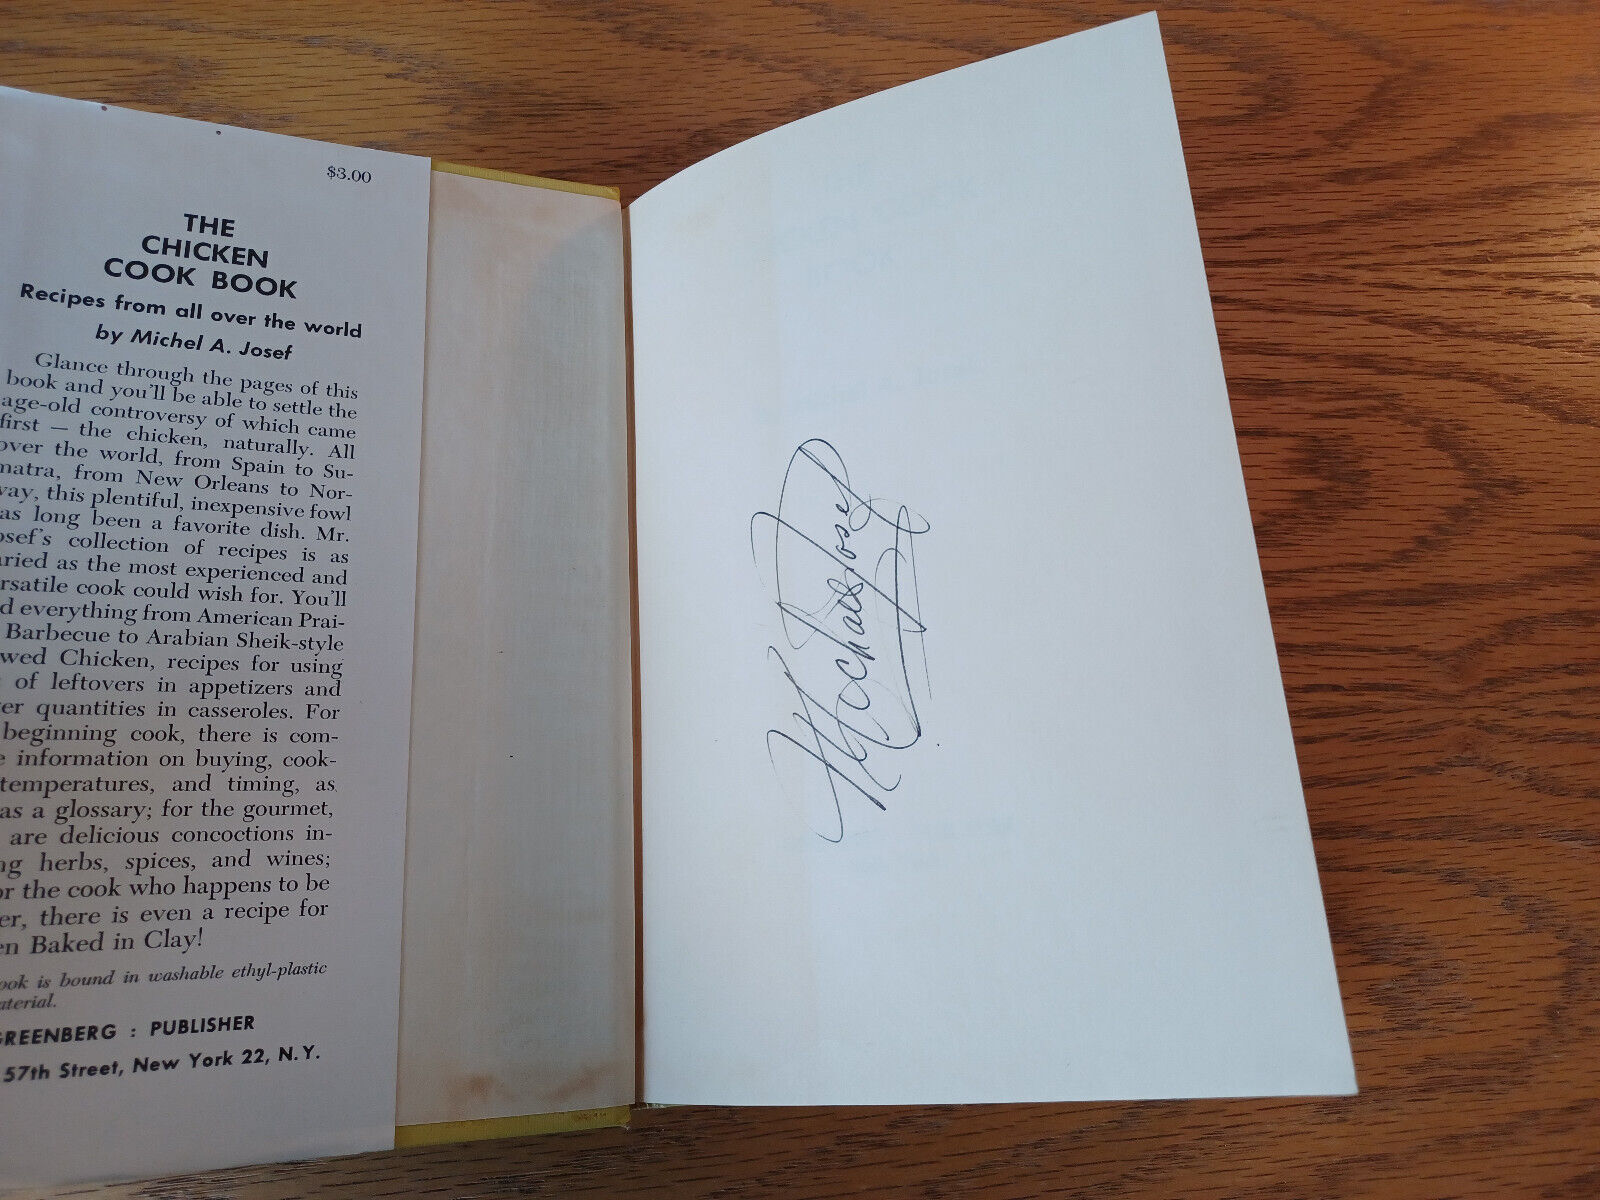 $3.00
THE
CHICKEN
COOK BOOK
Recipes from all over the world
by Michel A. Josef
Glance through the pages of this
book and you'll be able to settle the
age-old controversy of which came
first — the chicken, naturally. All
over the world, from Spain to Su-
matra, from New Orleans to Nor-
way, this plentiful, inexpensive fowl
as long been a favorite dish. Mr.
osef's collection of recipes is as
aried as the most experienced and
rsatile cook could wish for. You'll
d everything from American Prai-
Barbecue to Arabian Sheik-style
wed Chicken, recipes for using
of leftovers in appetizers and
er quantities in casseroles. For
beginning cook, there is com-
e information on buying, cook-
temperatures, and timing, as
as a glossary; for the gourmet,
are delicious concoctions in-
ng herbs, spices, and wines;
or the cook who happens to be
er, there is even a recipe for
en Baked in Clay!
ook is bound in washable ethyl-plastic
aterial.
GREENBERG : PUBLISHER
57th Street, New York 22, N.Y.
Michael Josef